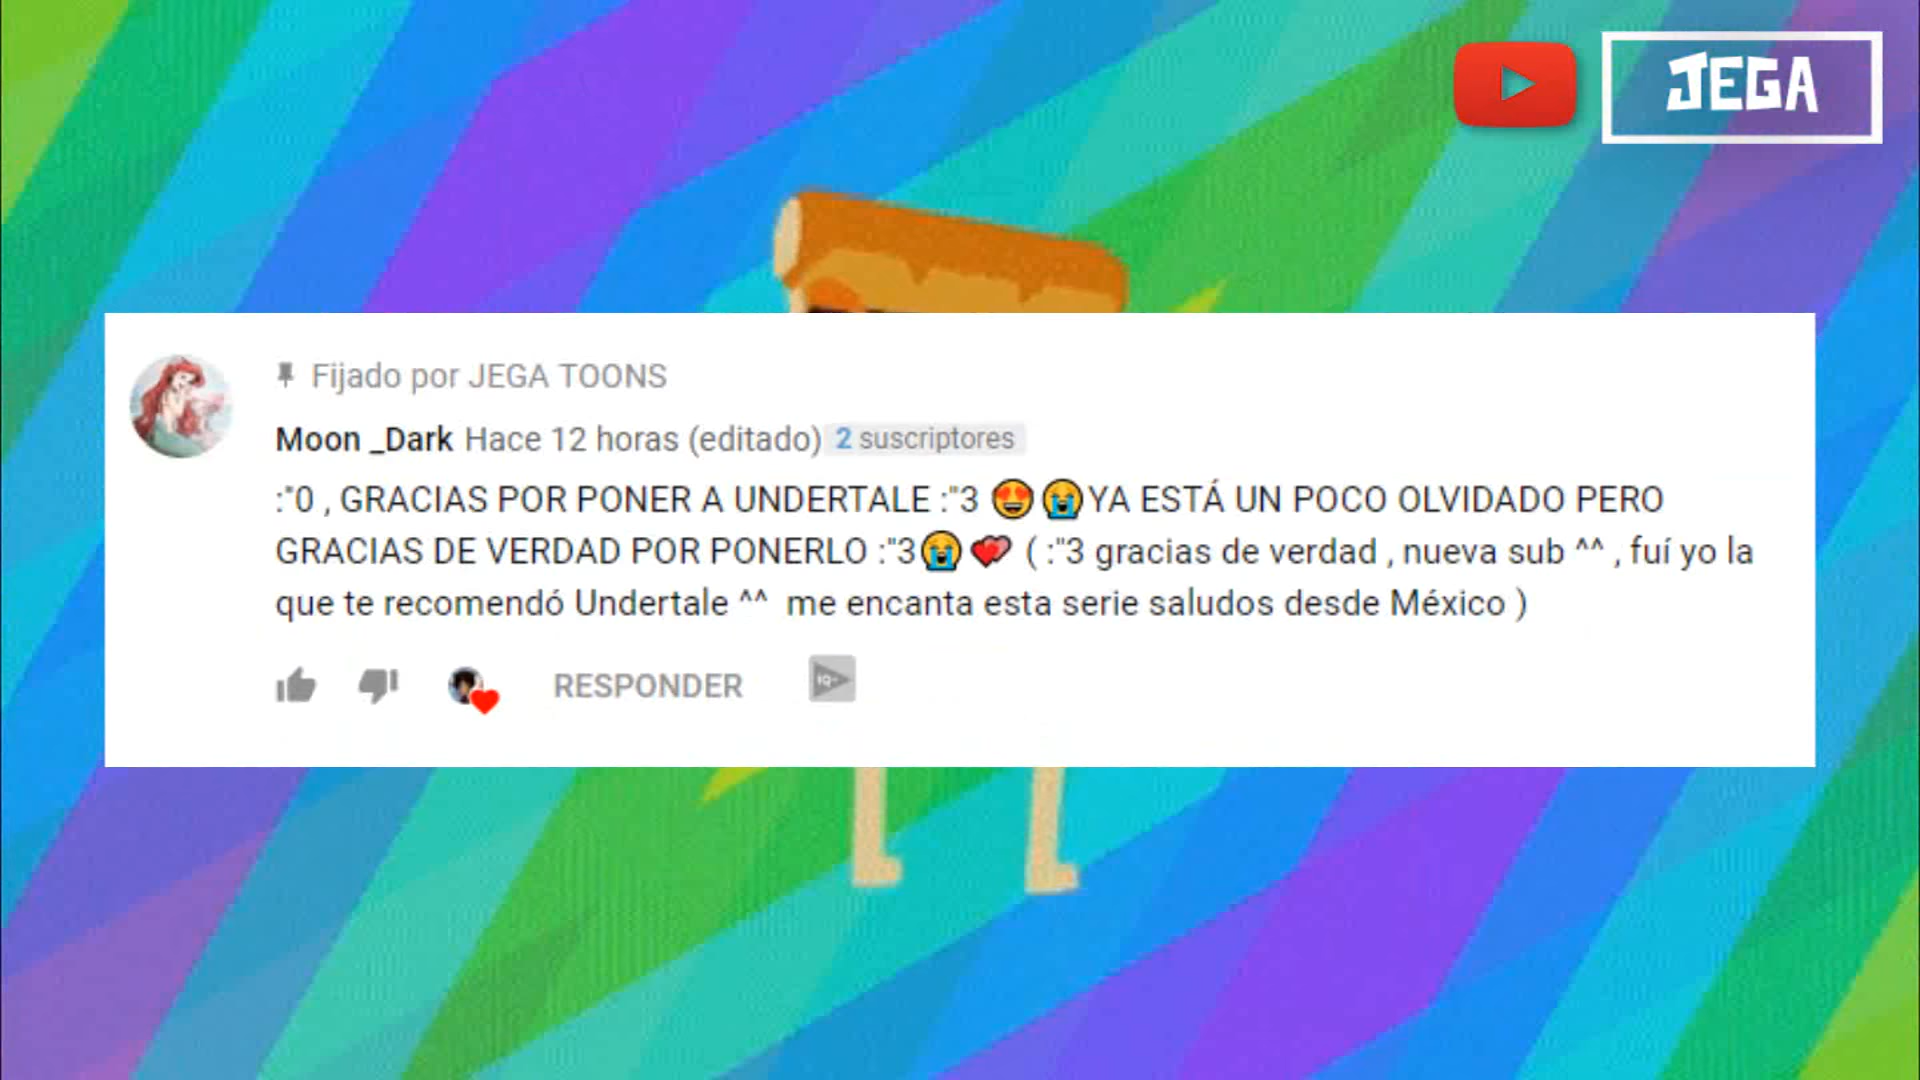 JEGA
Fijado por JEGA TOONS
Moon _Dark Hace 12 horas (editado) 2 suscriptores
:"0 , GRACIAS POR PONER A UNDERTALE :"3 😍😭YA ESTÁ UN POCO OLVIDADO PERO
GRACIAS DE VERDAD POR PONERLO :"3😭💕 ( :"3 gracias de verdad , nueva sub ^^ , fuí yo la
que te recomendó Undertale ^^ me encanta esta serie saludos desde México )
RESPONDER
IQ